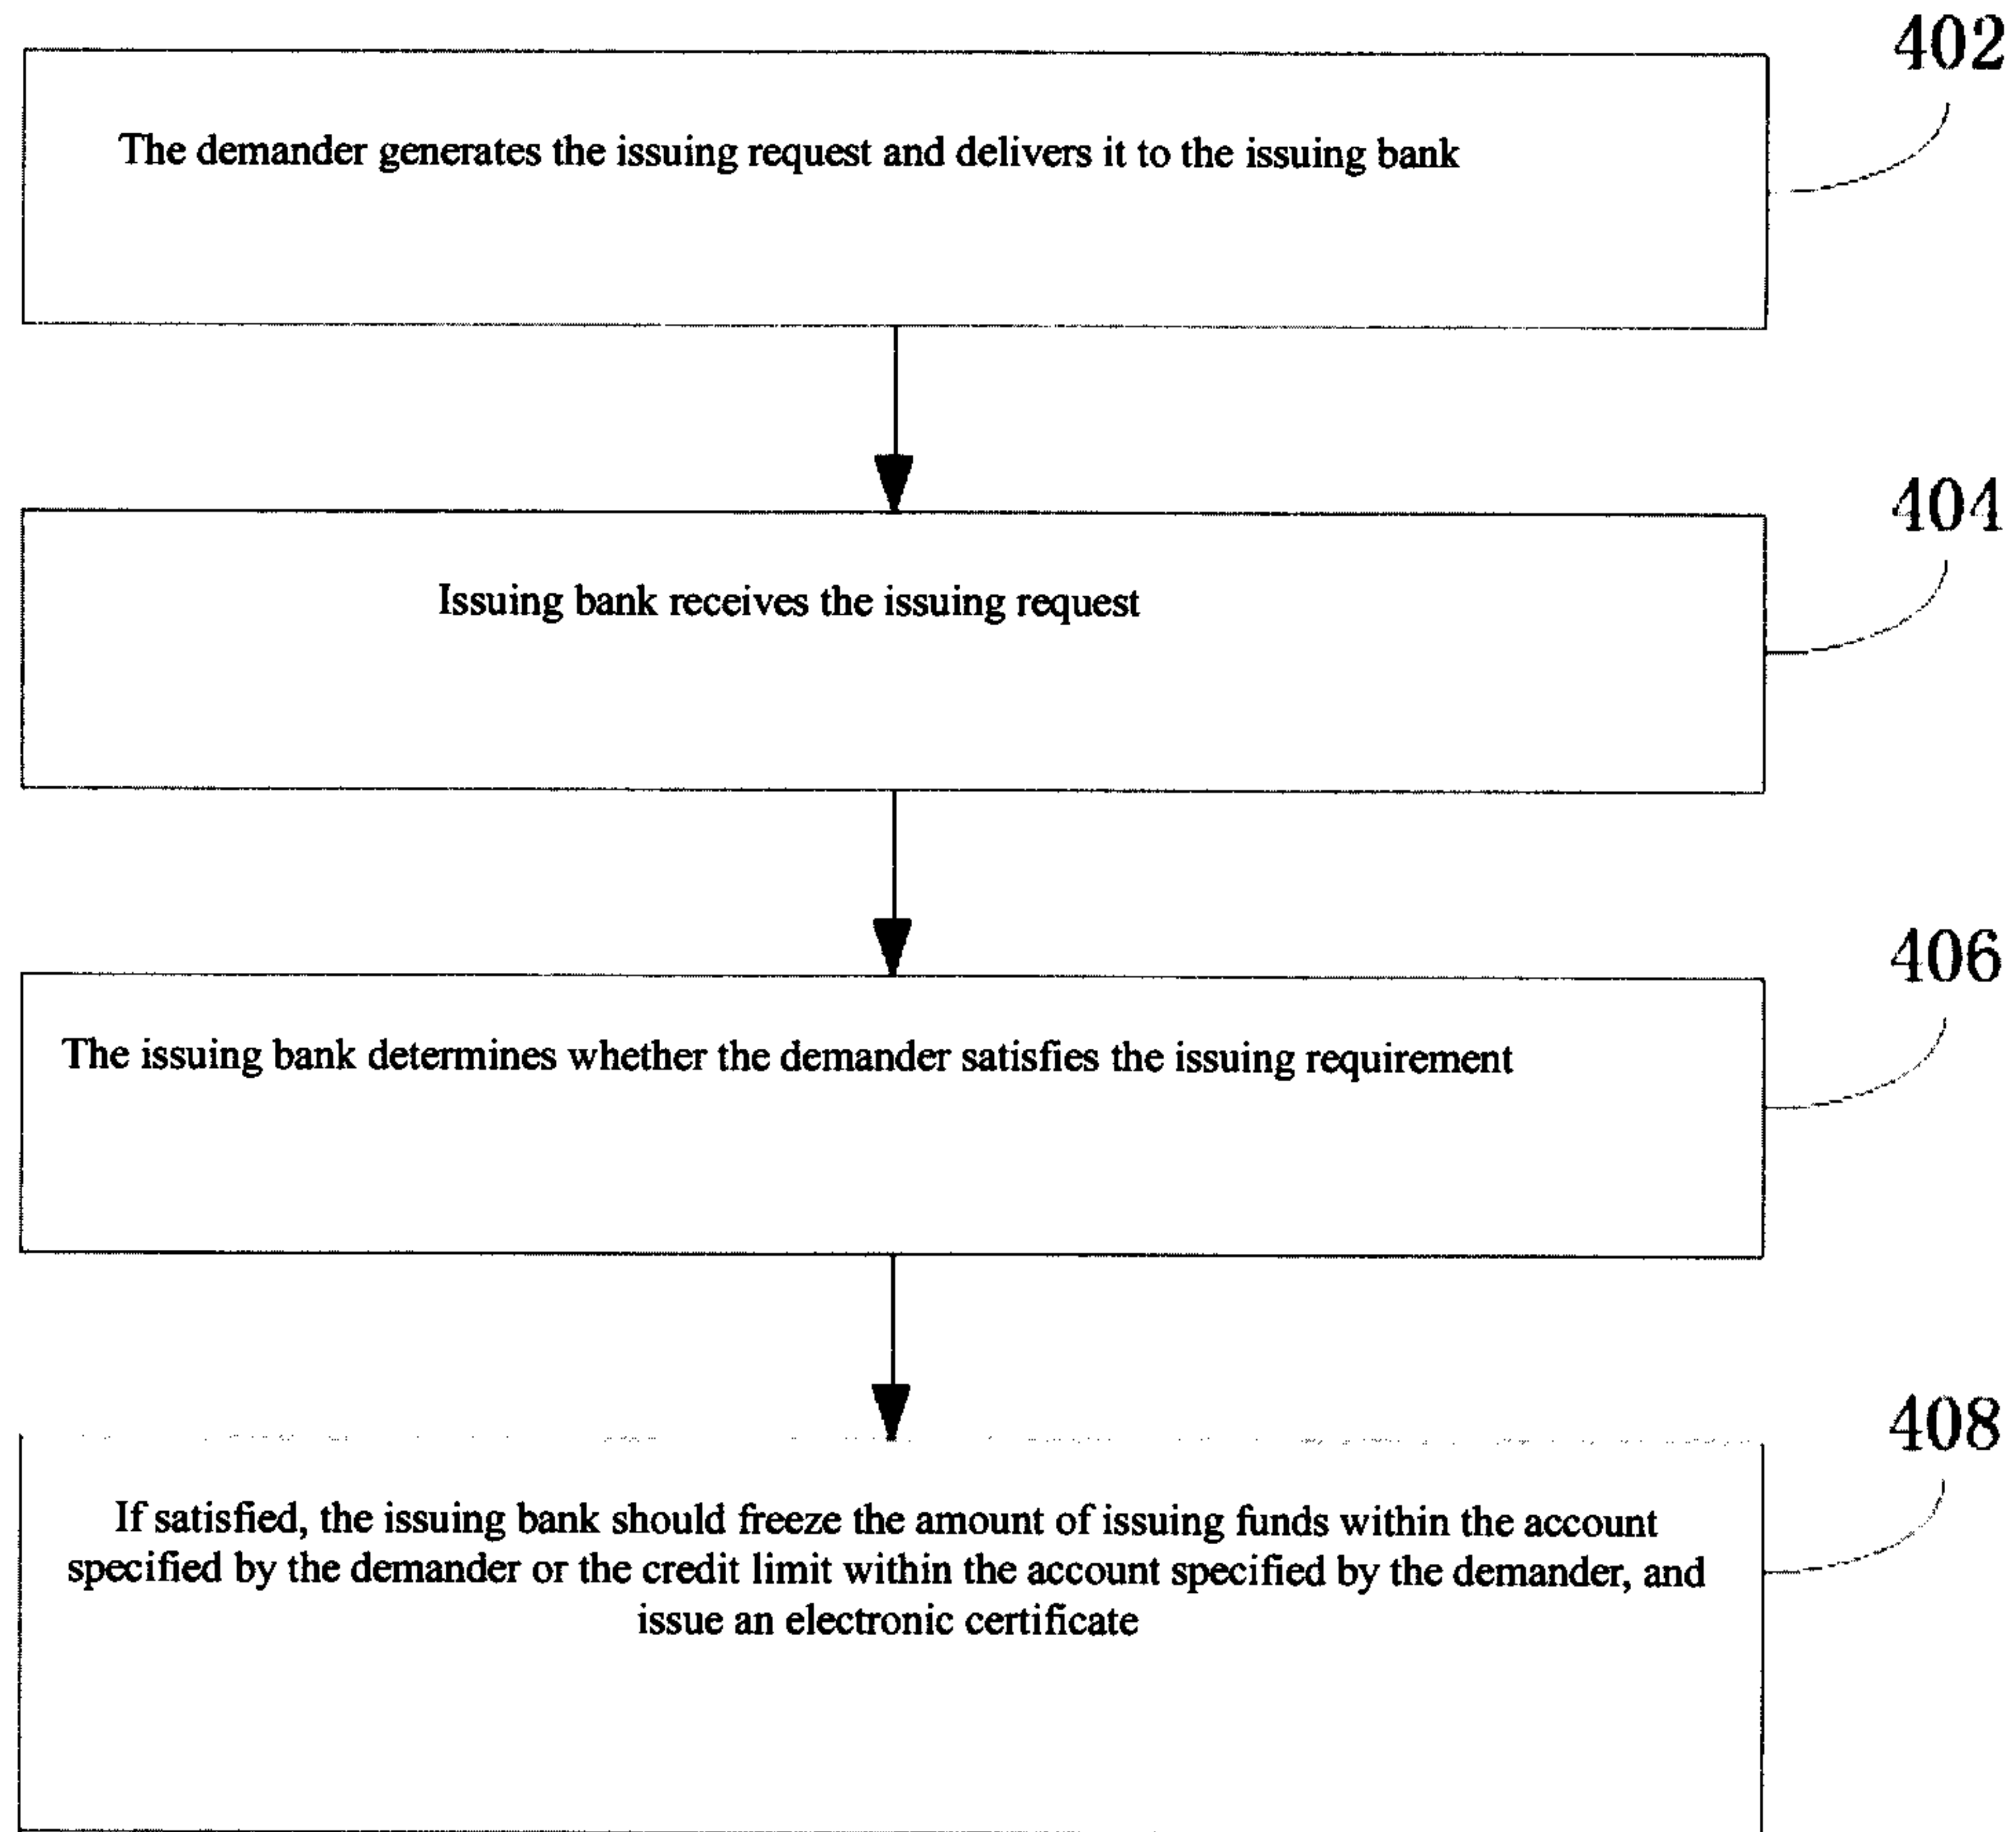 402
The demander generates the issuing request and delivers it to the issuing bank
404
Issuing bank receives the issuing request
406
The issuing bank determines whether the demander satisfies the issuing requirement
408
If satisfied, the issuing bank should freeze the amount of issuing funds within the account
specified by the demander or the credit limit within the account specified by the demander, and
issue an electronic certificate